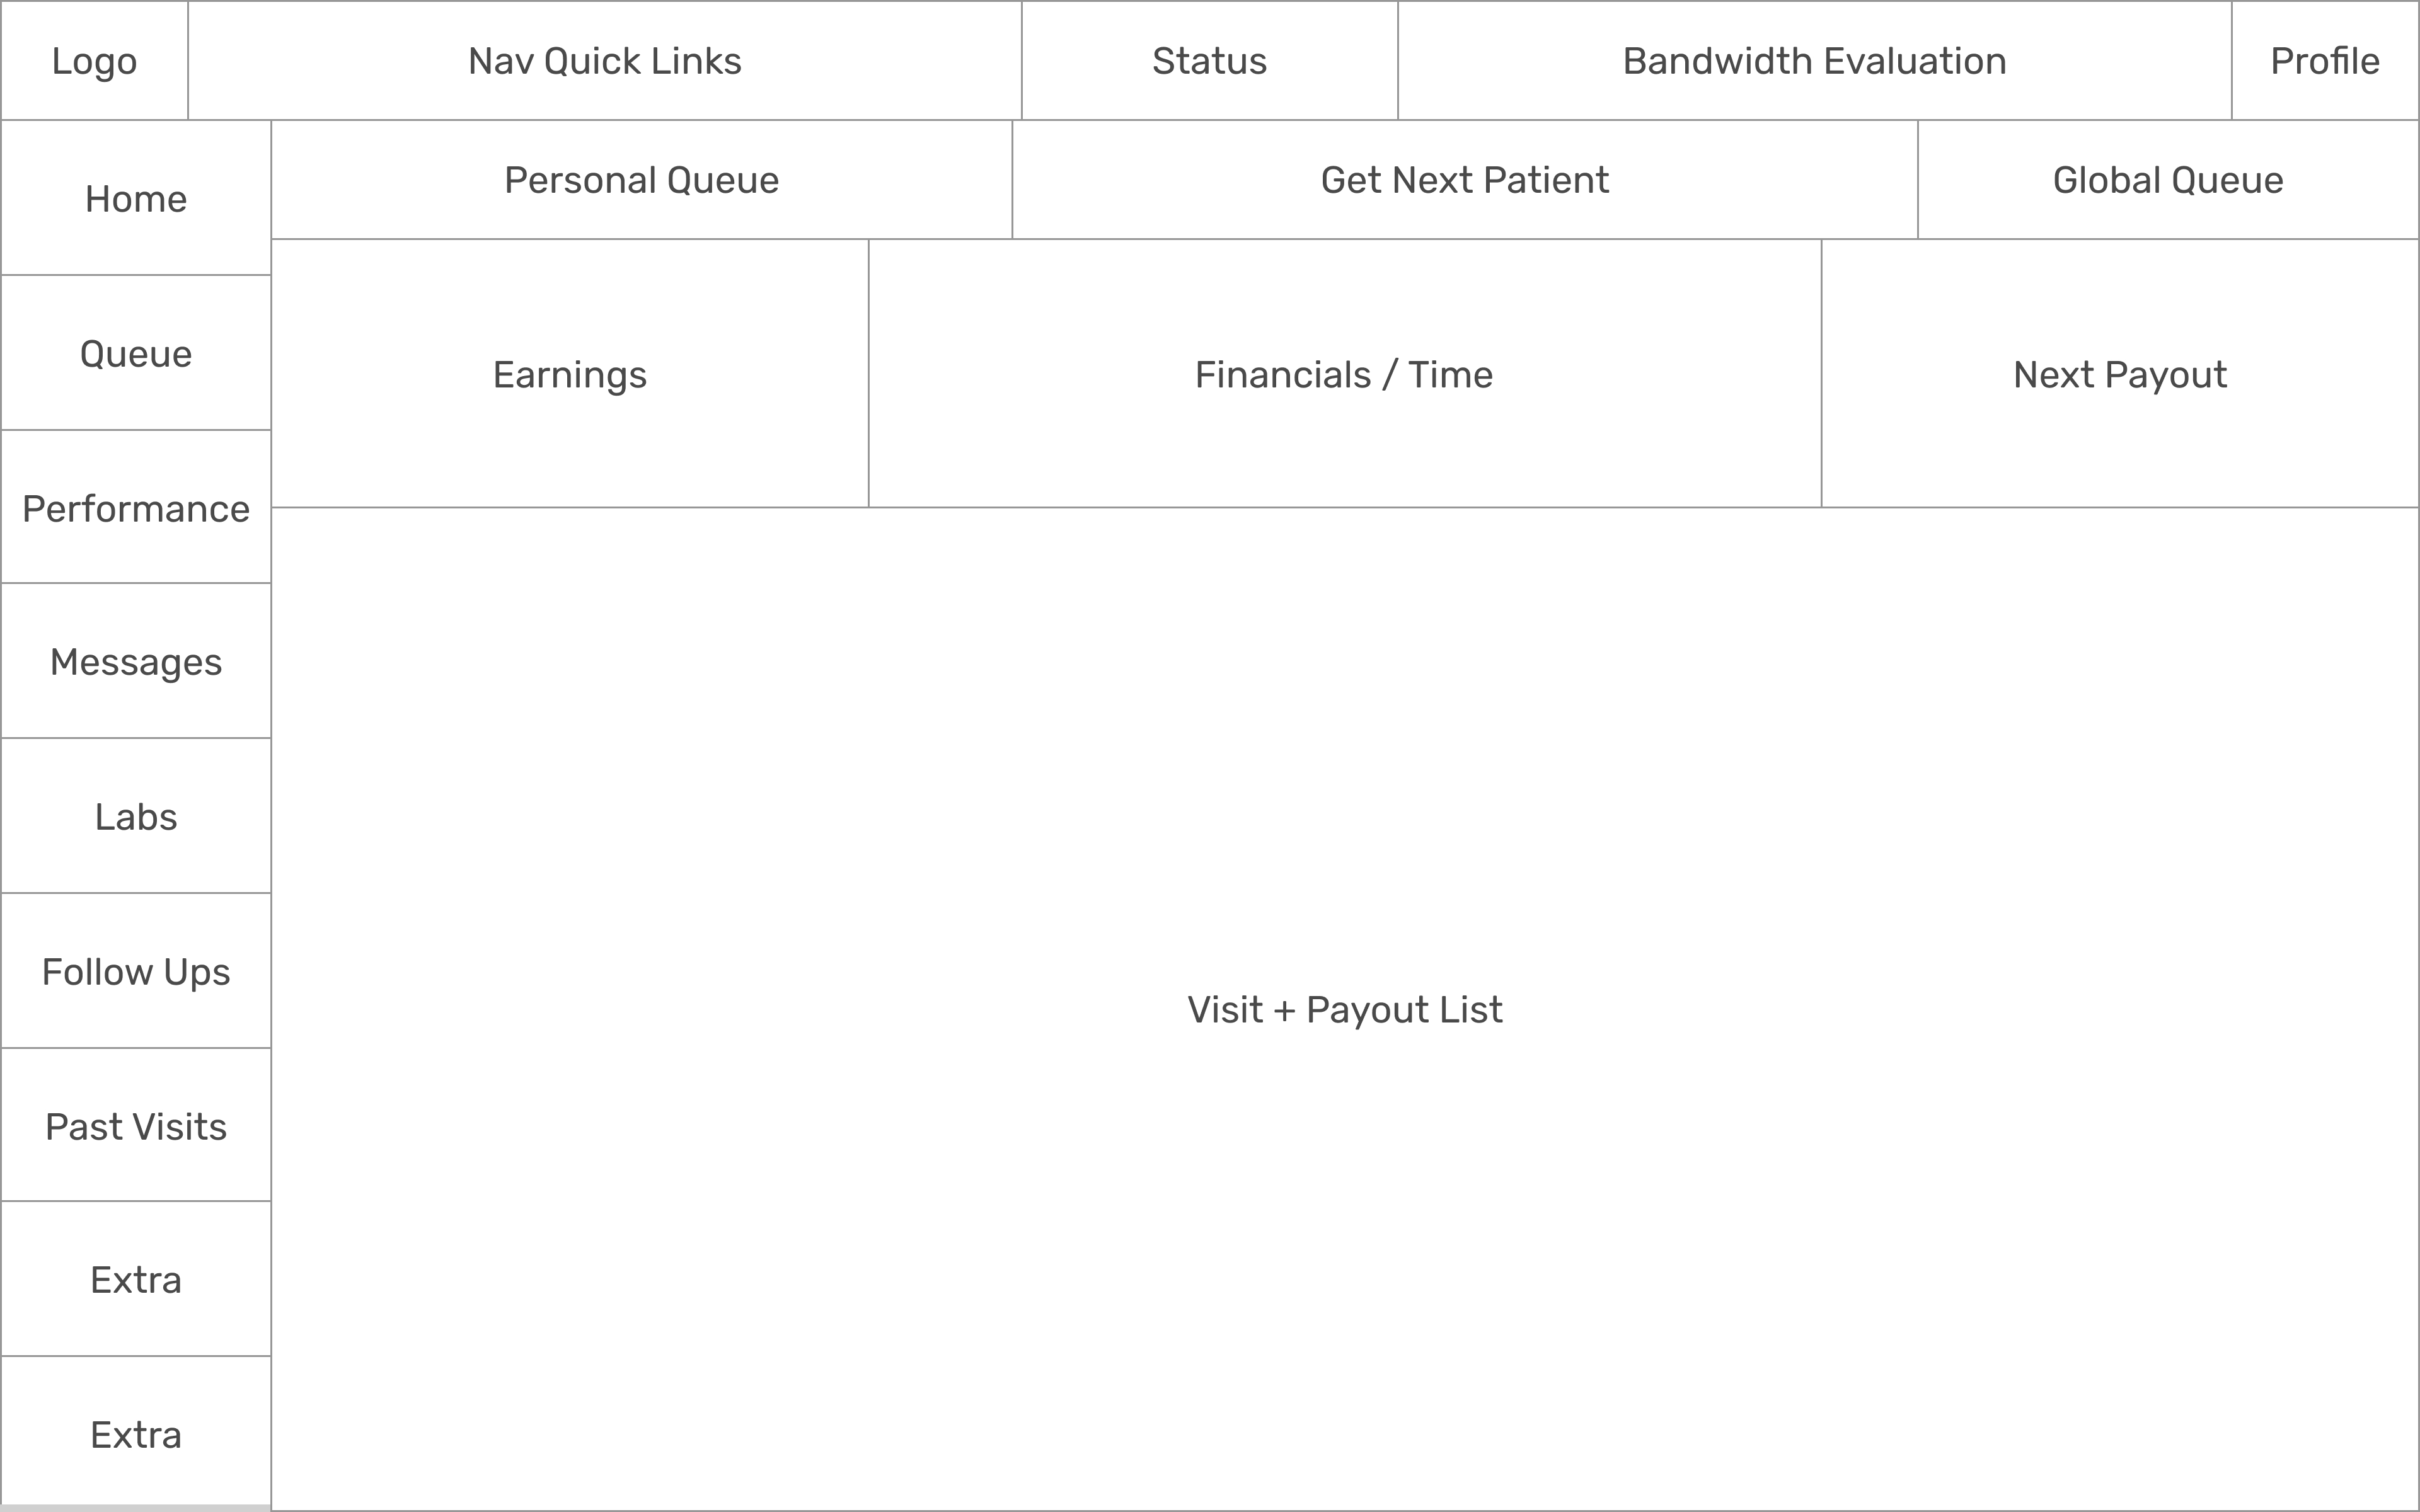 Logo
Nav Quick Links
Status
Bandwidth Evaluation
Profile
Home
Personal Queue
Get Next Patient
Global Queue
Queue
Earnings
Financials / Time
Next Payout
Performance
Messages
Labs
Follow Ups
Visit + Payout List
Past Visits
Extra
Extra